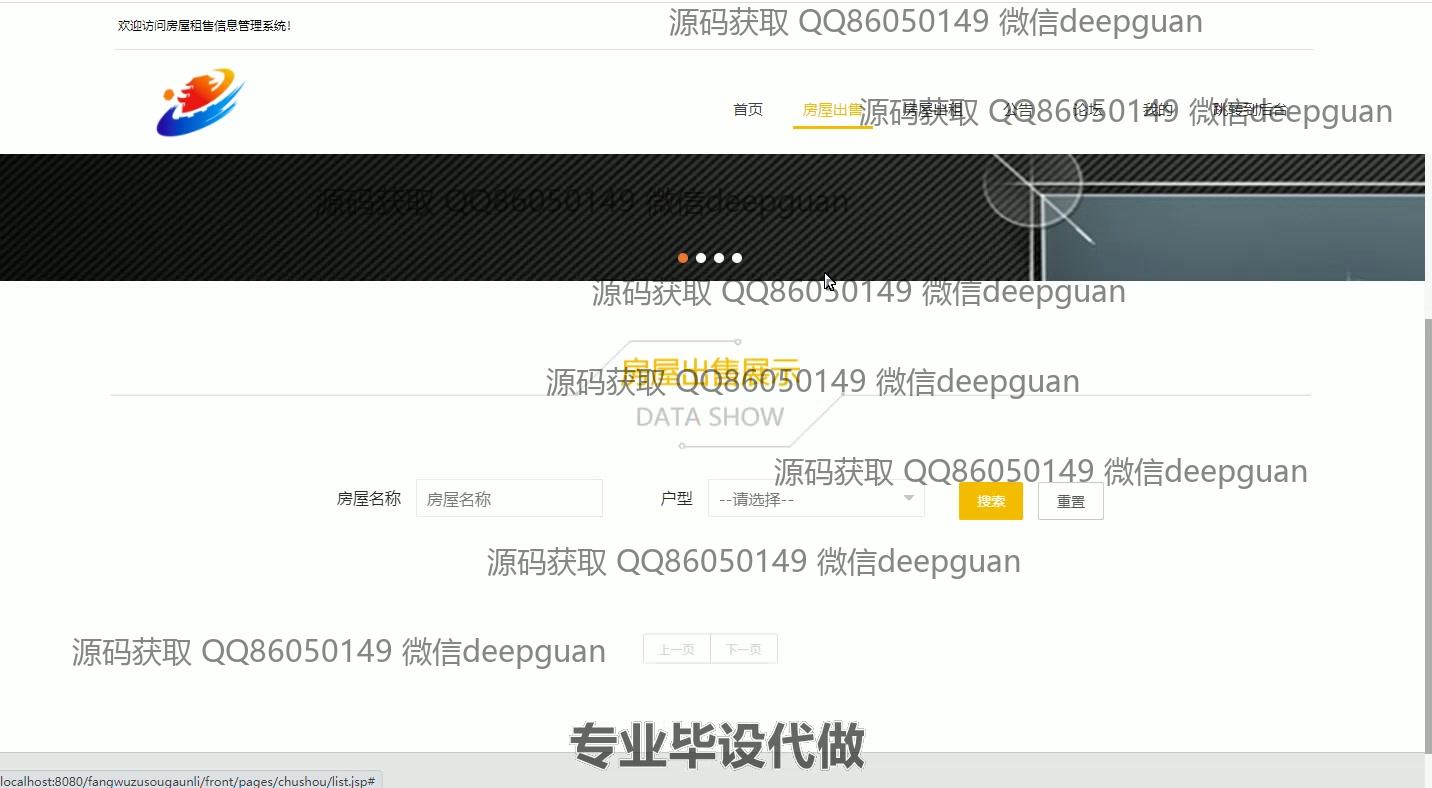 欢迎访问房屋租售信息管理系统!
源码获取 QQ86050149 微信deepguan
首页
房屋出售
房屋出租
公告
论坛
我的
跳转到后台
源码获取 QQ86050149 微信deepguan
源码获取 QQ86050149 微信deepguan
源码获取 QQ86050149 微信deepguan
房屋出售展示
源码获取 QQ86050149 微信deepguan
DATA SHOW
源码获取 QQ86050149 微信deepguan
房屋名称
房屋名称
户型
--请选择--
搜索
重置
源码获取 QQ86050149 微信deepguan
源码获取 QQ86050149 微信deepguan
上一页
下一页
专业毕设代做
localhost:8080/fangwuzusougaunli/front/pages/chushou/list.jsp#